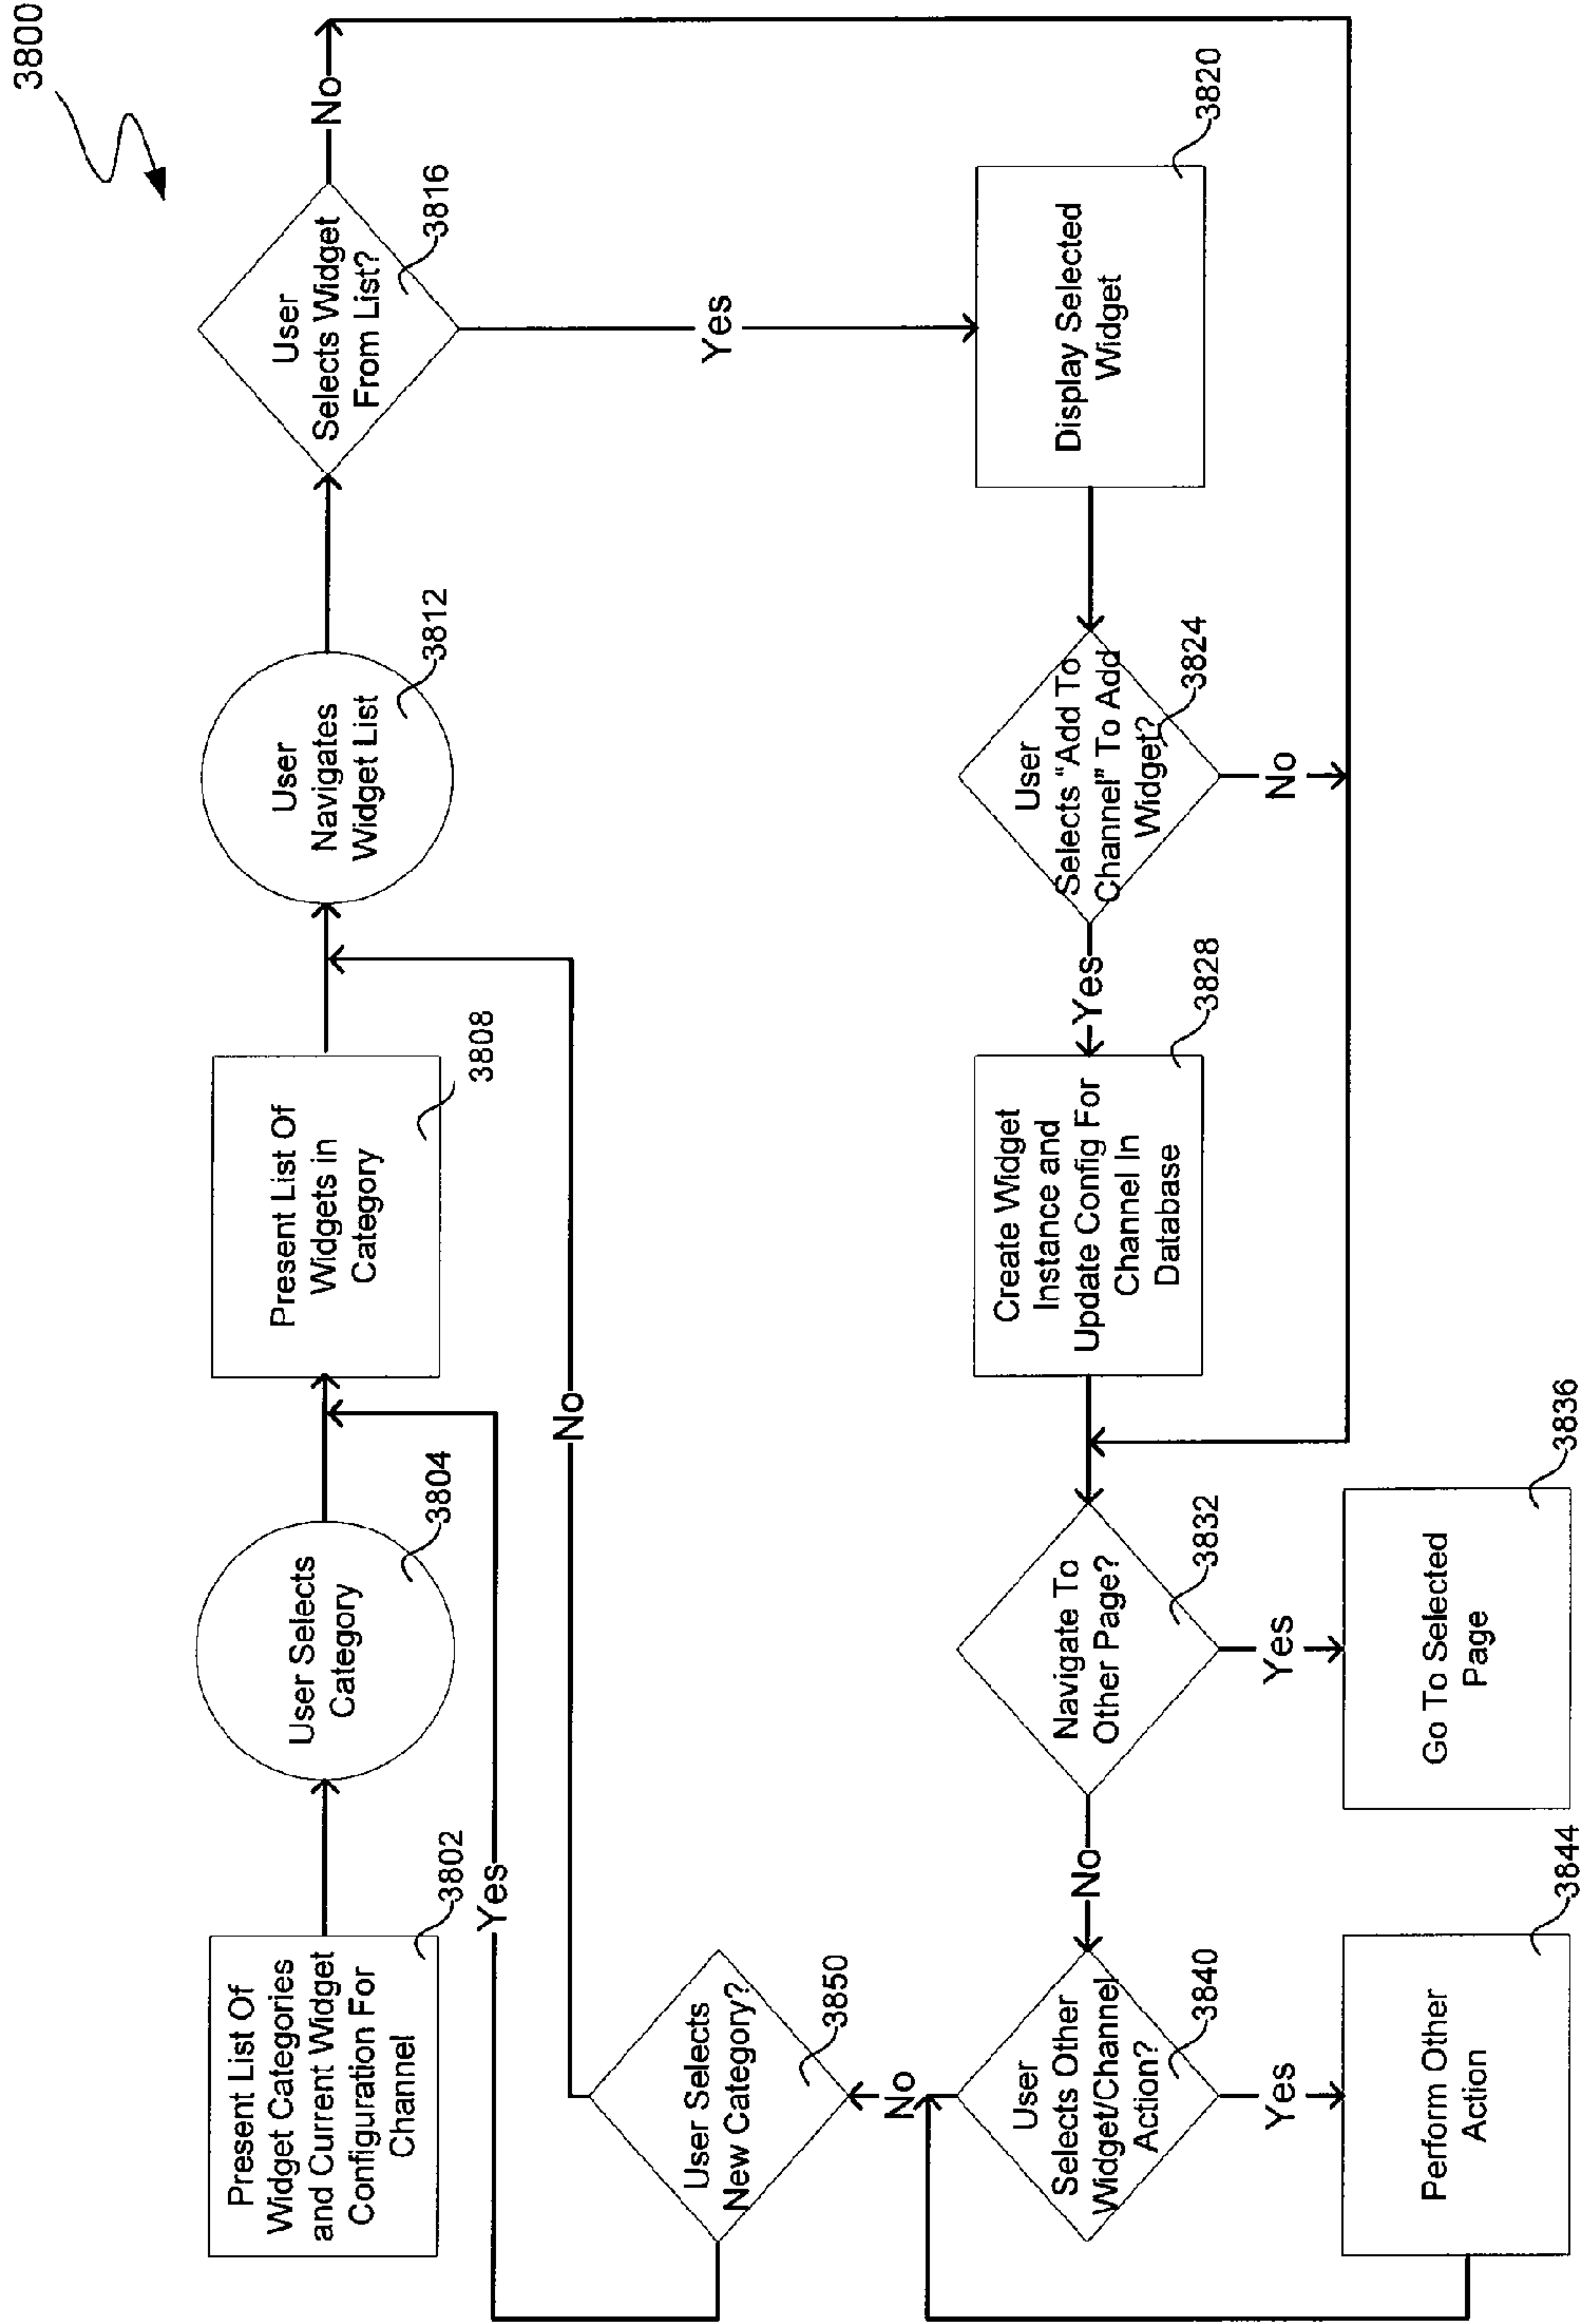 3800
Present List Of
Widget Categories
and Current Widget
Configuration For
Channel
3802
User Selects
Category
3804
Present List Of
Widgets in
Category
3808
User
Navigates
Widget List
3812
User
Selects Widget
From List?
3816
No
Yes
Yes
No
User Selects
New Category?
3850
No
User
Selects Other
Widget/Channel
Action?
3840
No
Navigate To
Other Page?
3832
Create Widget
Instance and
Update Config For
Channel In
Database
3828
Yes
User
Selects "Add To
Channel" To Add
Widget?
3824
Display Selected
Widget
3820
No
Yes
Yes
Perform Other
Action
3844
Go To Selected
Page
3836